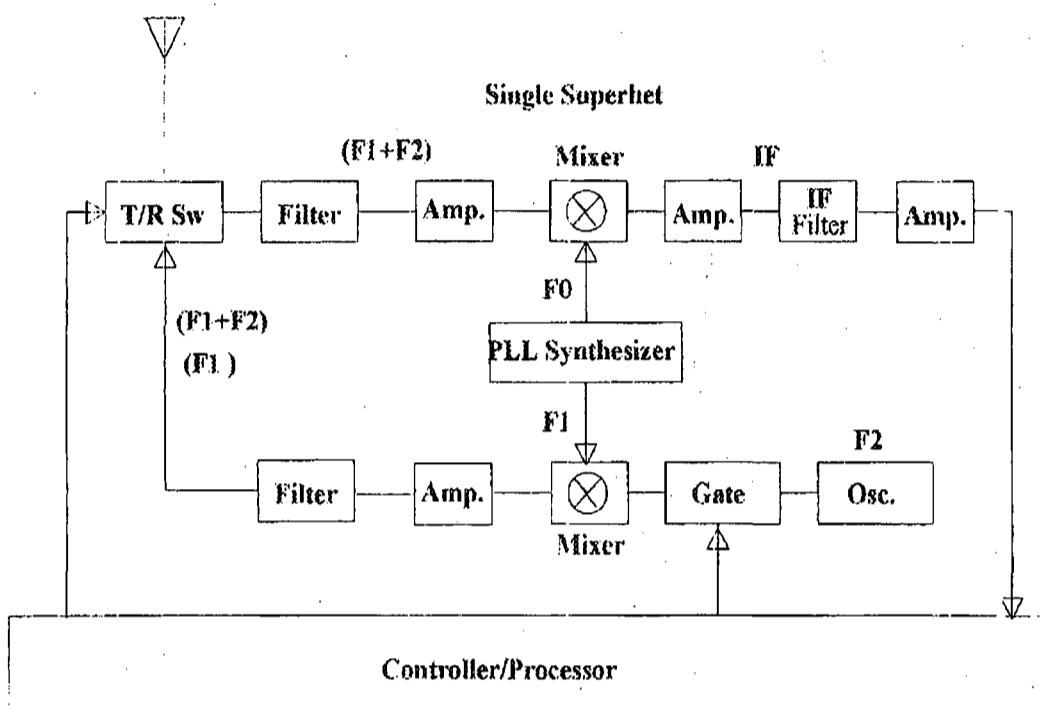 Single Superhet
(F1+F2)
Mixer
IF
T/R Sw
Filter
Amp.
Amp.
IF
Filter
Amp.
F0
(F1+F2)
(F1 )
PLL Synthesizer
F1
F2
Filter
Amp.
Gate
Osc.
Mixer
Controller/Processor